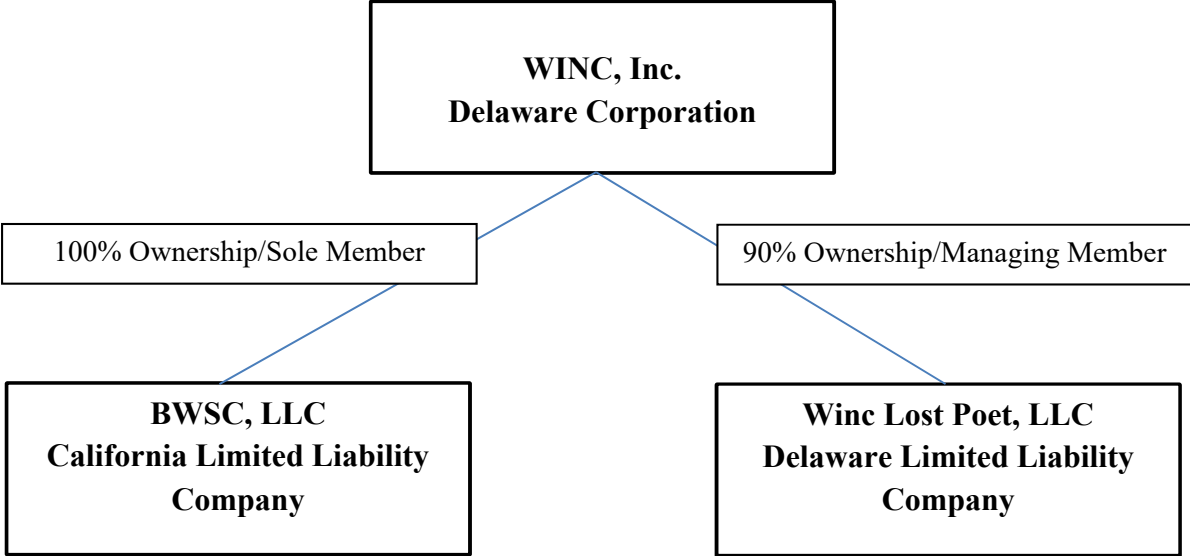 WINC, Inc.
Delaware Corporation
100% Ownership/Sole Member
90% Ownership/Managing Member
BWSC, LLC
California Limited Liability
Company
Winc Lost Poet, LLC
Delaware Limited Liability
Company